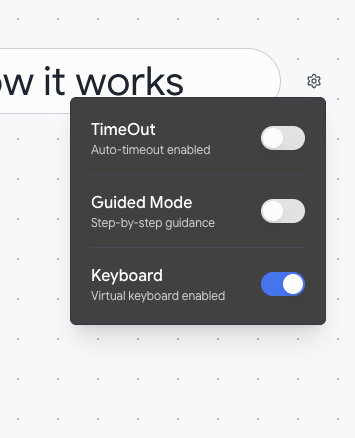 ow it works
TimeOut
Auto-timeout enabled
Guided Mode
Step-by-step guidance
Keyboard
Virtual keyboard enabled